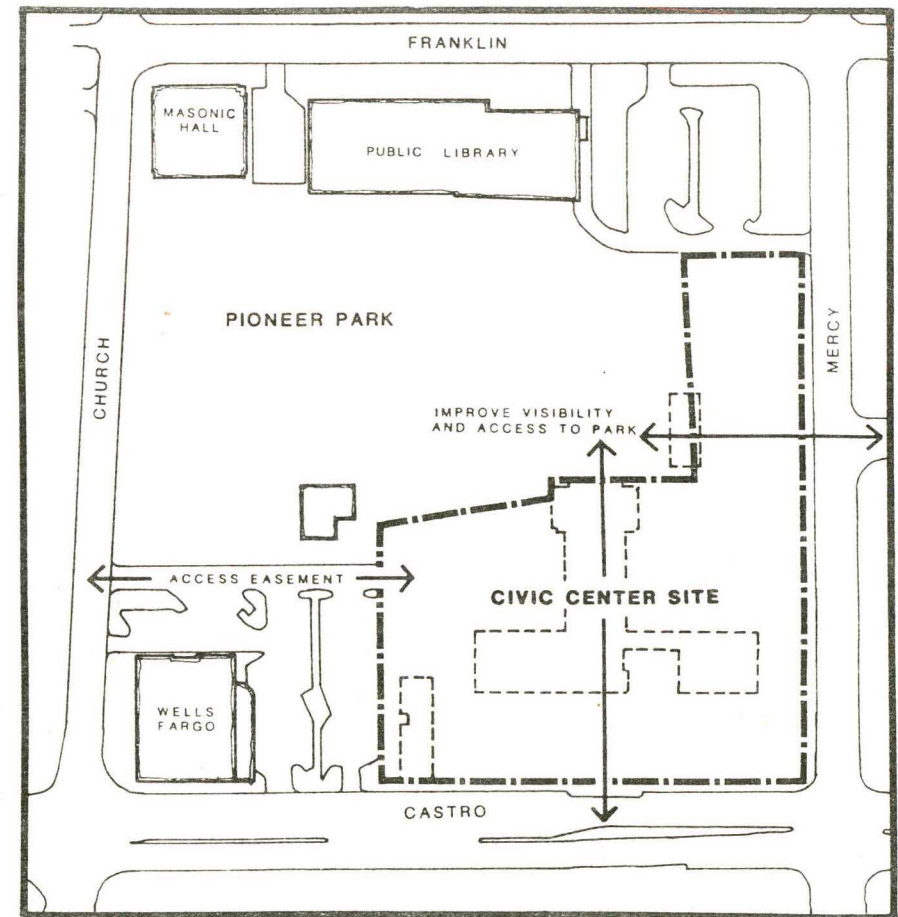 FRANKLIN
MASONIC
HALL
PUBLIC LIBRARY
PIONEER PARK
CHURCH
MERCY
IMPROVE VISIBILITY
AND ACCESS TO PARK
ACCESS EASEMENT
CIVIC CENTER SITE
WELLS
FARGO
CASTRO